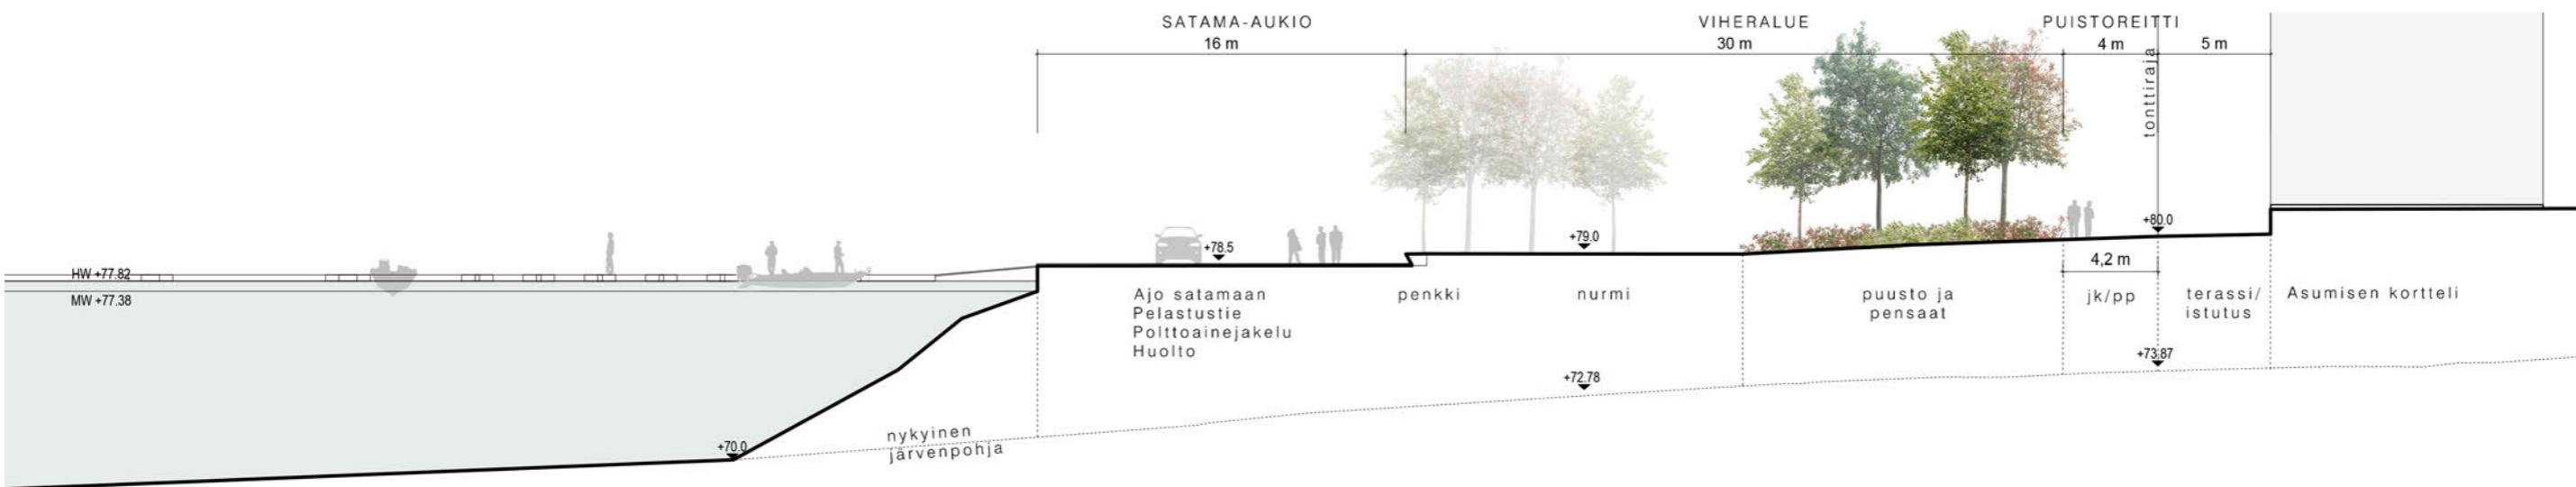 SATAMA-AUKIO
16 m
VIHERALUE
30 m
PUISTOREITTI
4 m
5 m
tonttiraja
HW +77.82
MW +77.38
+78.5
+79.0
+80.0
4,2 m
Ajo satamaan
Pelastustie
Polttoainejakelu
Huolto
penkki
nurmi
puusto ja
pensaat
jk/pp
terassi/
istutus
Asumisen kortteli
+72.78
+73.87
+70.0
nykyinen
järvenpohja